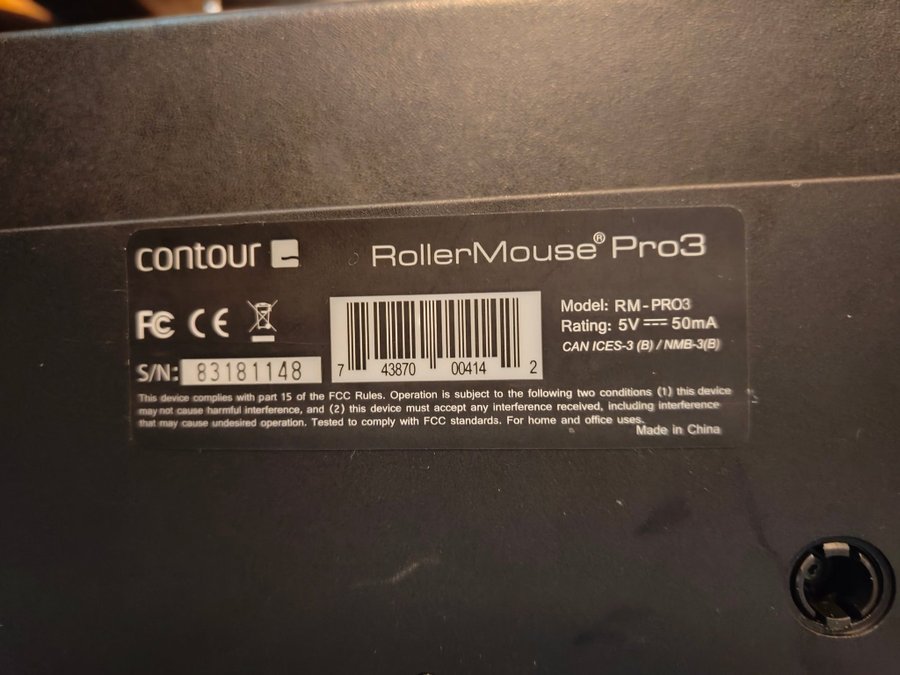 contour
RollerMouse® Pro3
FC CE
Model: RM-PRO3
Rating: 5V 50mA
CAN ICES-3 (B) / NMB-3(B)
7 43870 00414 2
S/N: 83181148
This device complies with part 15 of the FCC Rules. Operation is subject to the following two conditions (1) this device
may not cause harmful interference, and (2) this device must accept any interference received, including interference
that may cause undesired operation. Tested to comply with FCC standards. For home and office uses.
Made in China